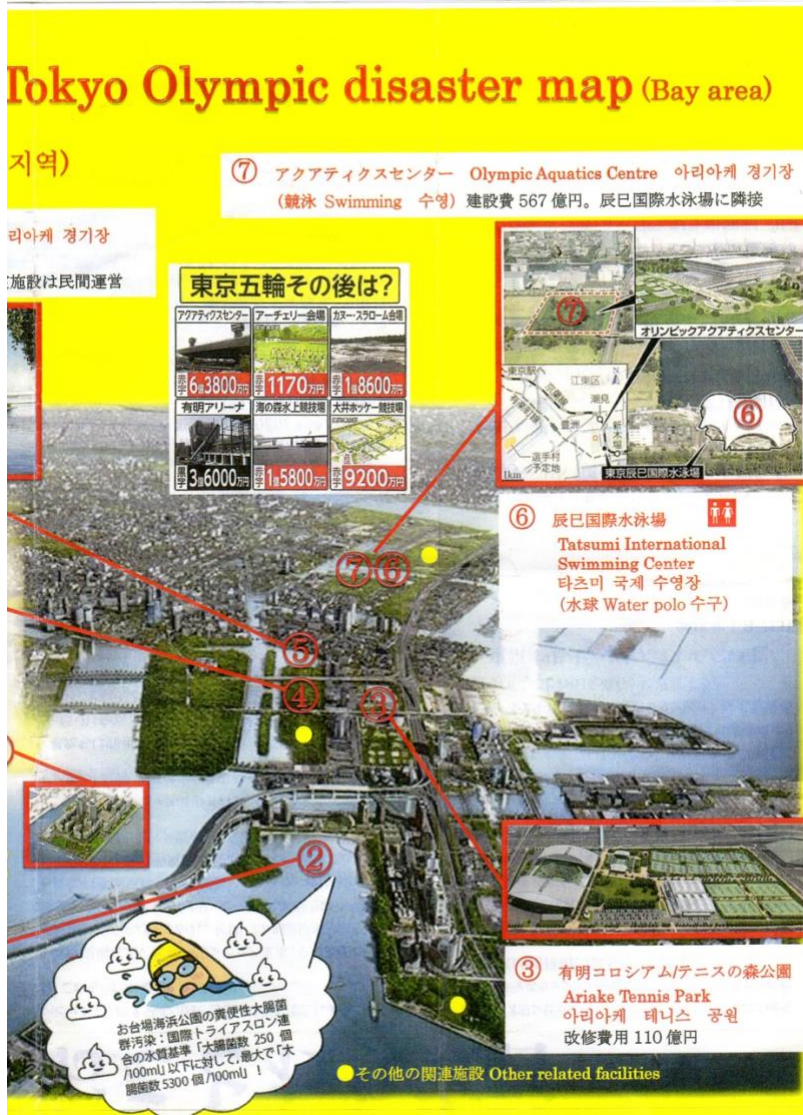 Tokyo Olympic disaster map (Bay area)
지역)
⑦ アクアティクスセンター Olympic Aquatics Centre 아리아케 경기장
(競泳 Swimming 수영) 建設費 567 億円。辰巳国際水泳場に隣接
리아케 경기장
施設は民間運営
東京五輪その後は?
アクアティクスセンター アーチェリー会場 カヌー・スラローム会場
赤字6億3800万円 赤字1170万円 赤字1億8600万円
有明アリーナ 海の森水上競技場 大井ホッケー競技場
黒字3億6000万円 赤字1億5800万円 赤字9200万円
⑦
オリンピックアクアティクスセンター
東京駅へ
江東区
N
京葉線
潮見
有楽町線
豊洲
新木場
選手村
予定地
1km
東京辰巳国際水泳場
⑥
⑥ 辰巳国際水泳場
Tatsumi International
Swimming Center
타츠미 국제 수영장
(水球 Water polo 수구)
⑦⑥
⑤
④
③
②
お台場海浜公園の糞便性大腸菌
群汚染:国際トライアスロン連
合の水質基準「大腸菌数 250 個
/100ml」以下に対して,最大で「大
腸菌数 5300 個 /100ml」!
③ 有明コロシアム/テニスの森公園
Ariake Tennis Park
아리아케 테니스 공원
改修費用 110 億円
その他の関連施設 Other related facilities